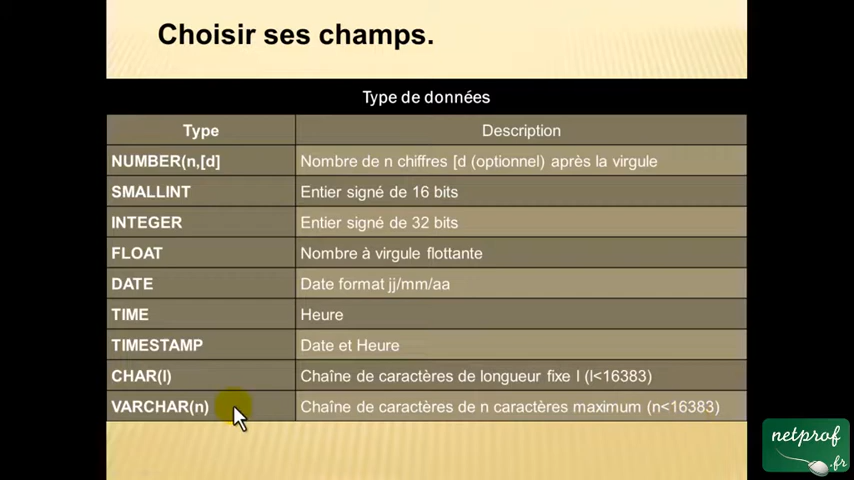 Choisir ses champs.
Type de données
Type Description
NUMBER(n,[d] Nombre de n chiffres [d (optionnel) après la virgule
SMALLINT Entier signé de 16 bits
INTEGER Entier signé de 32 bits
FLOAT Nombre à virgule flottante
DATE Date format jj/mm/aa
TIME Heure
TIMESTAMP Date et Heure
CHAR(l) Chaîne de caractères de longueur fixe l (l<16383)
VARCHAR(n) Chaîne de caractères de n caractères maximum (n<16383)
netprof
.fr